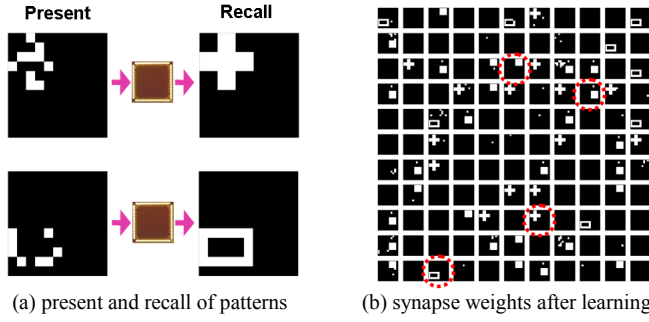 Present Recall
(a) present and recall of patterns
(b) synapse weights after learning